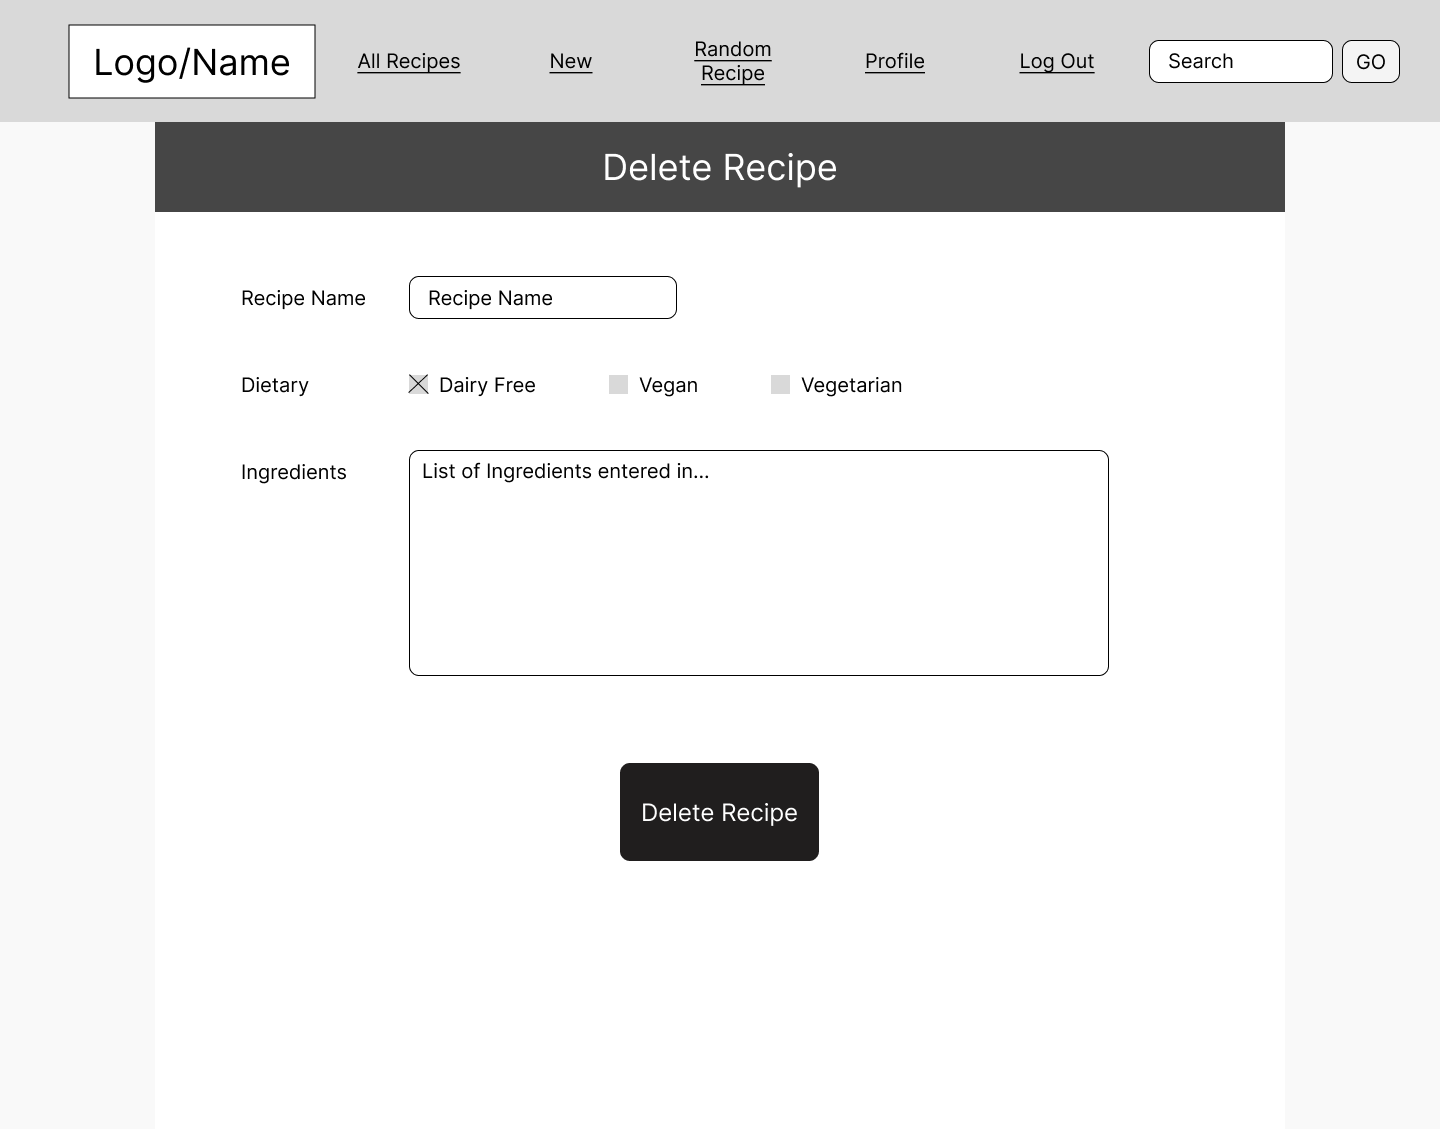 Logo/Name
All Recipes
New
Random
Recipe
Profile
Log Out
Search
GO
Delete Recipe
Recipe Name
Recipe Name
Dietary
Dairy Free
Vegan
Vegetarian
Ingredients
List of Ingredients entered in...
Delete Recipe